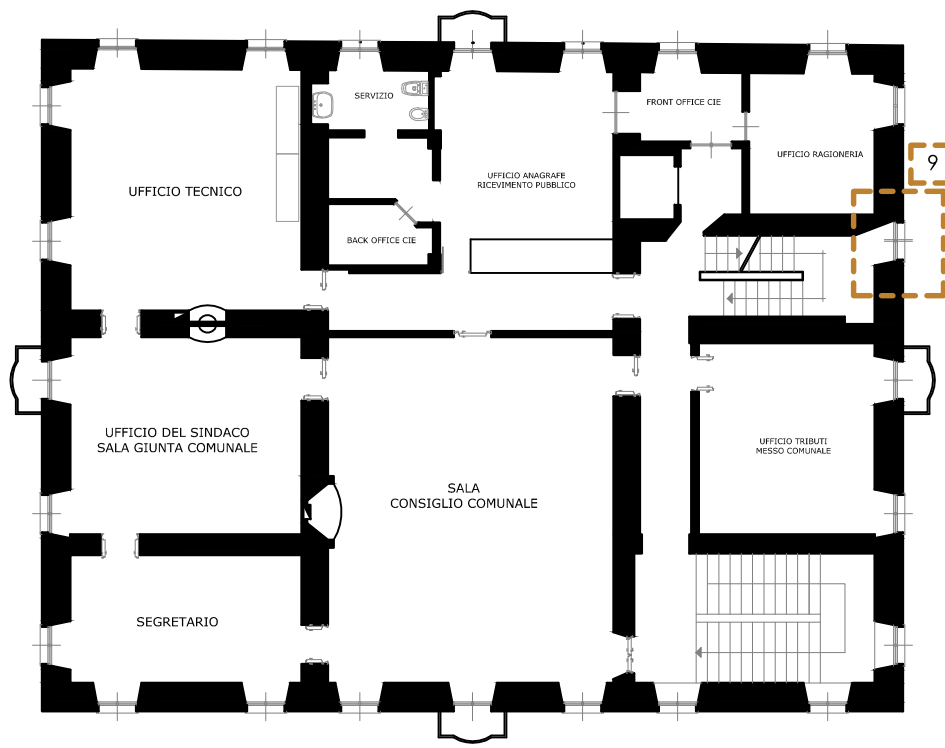 SERVIZIO
FRONT OFFICE CIE
UFFICIO RAGIONERIA
9
UFFICIO TECNICO
UFFICIO ANAGRAFE
RICEVIMENTO PUBBLICO
BACK OFFICE CIE
UFFICIO DEL SINDACO
SALA GIUNTA COMUNALE
UFFICIO TRIBUTI
MESSO COMUNALE
SALA
CONSIGLIO COMUNALE
SEGRETARIO